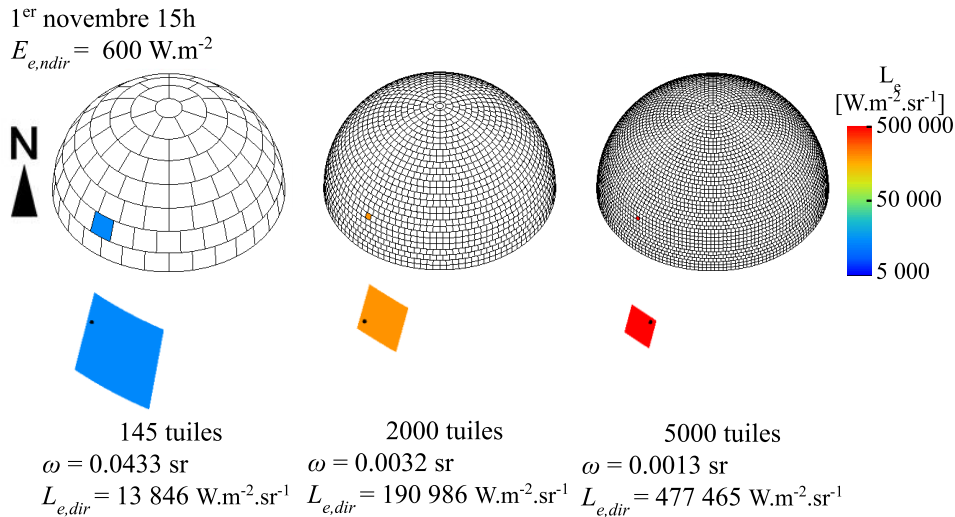 1er novembre 15h
Ee,ndir = 600 W.m-2
N
Le
[W.m-2.sr-1]
500 000
50 000
5 000
145 tuiles
ω = 0.0433 sr
Le,dir = 13 846 W.m-2.sr-1
2000 tuiles
ω = 0.0032 sr
Le,dir = 190 986 W.m-2.sr-1
5000 tuiles
ω = 0.0013 sr
Le,dir = 477 465 W.m-2.sr-1